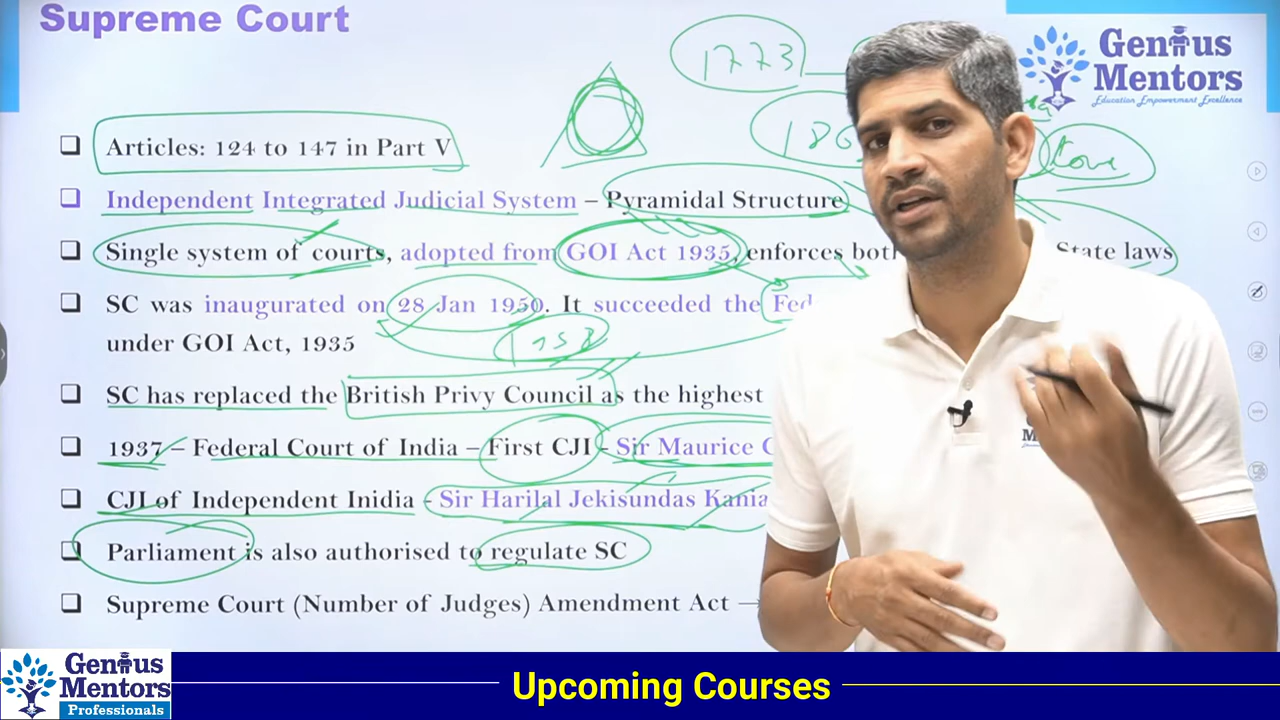 Supreme Court
Genius
Mentors
Education Empowerment Excellence
1773
Articles: 124 to 147 in Part V
Independent Integrated Judicial System – Pyramidal Structure
Single system of courts, adopted from GOI Act 1935, enforces both State laws
SC was inaugurated on 28 Jan 1950. It succeeded the Fed
under GOI Act, 1935
1958
SC has replaced the British Privy Council as the highest
1937 – Federal Court of India – First CJI - Sir Maurice
CJI of Independent Inidia - Sir Harilal Jekisundas Kania
Parliament is also authorised to regulate SC
Supreme Court (Number of Judges) Amendment Act –
Genius
Mentors
Professionals
Upcoming Courses